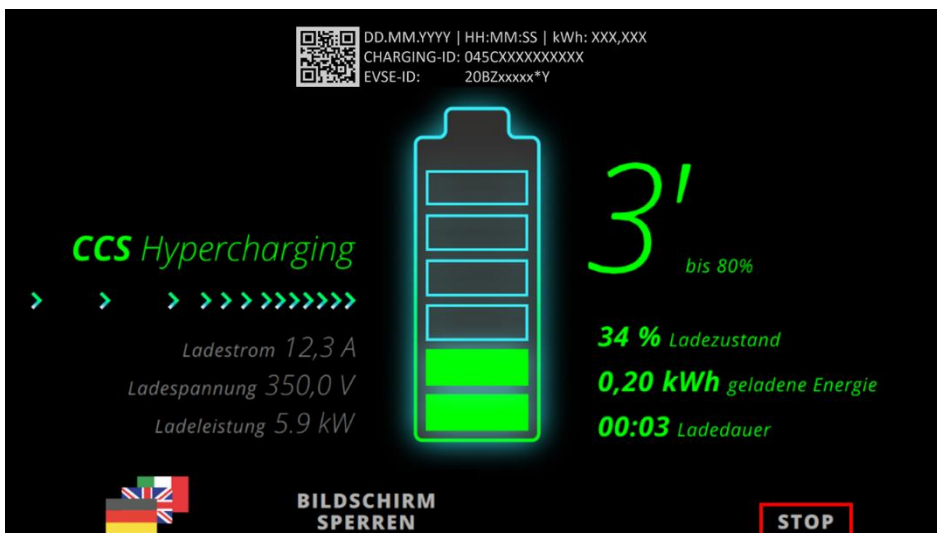 DD.MM.YYYY | HH:MM:SS | kWh: XXX,XXX
CHARGING-ID: 045CXXXXXXXXXX
EVSE-ID: 20BZxxxxx*Y
3'
bis 80%
CCS Hypercharging
Ladestrom 12,3 A
Ladespannung 350,0 V
Ladeleistung 5.9 kW
34 % Ladezustand
0,20 kWh geladene Energie
00:03 Ladedauer
BILDSCHIRM
SPERREN
STOP